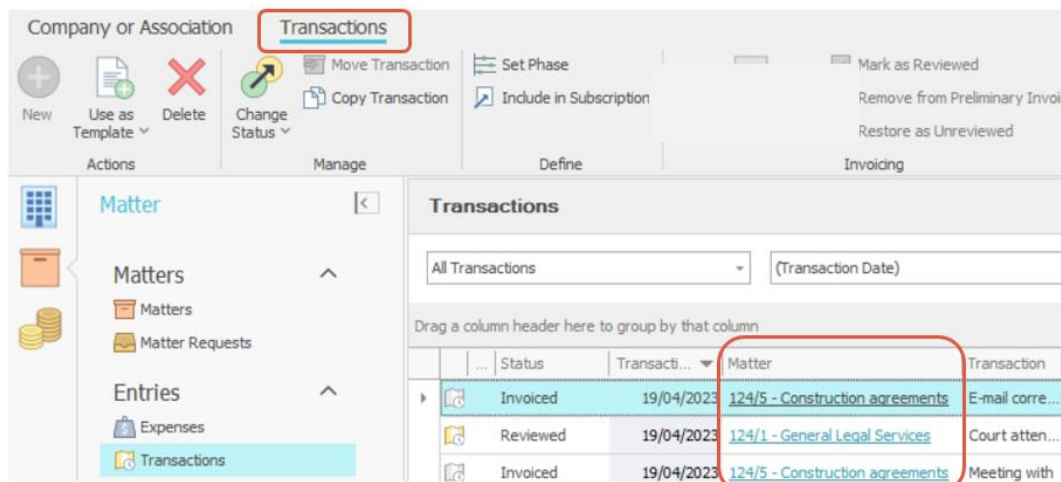 Company or Association Transactions
New
Use as Template
Delete
Change Status
Move Transaction
Copy Transaction
Set Phase
Include in Subscription
Mark as Reviewed
Remove from Preliminary Invoi
Restore as Unreviewed
Actions Manage Define Invoicing
Matter
Matters
Matters
Matter Requests
Entries
Expenses
Transactions
Transactions
All Transactions (Transaction Date)
Drag a column header here to group by that column
... Status Transacti... Matter Transaction
Invoiced 19/04/2023 124/5 - Construction agreements E-mail corre...
Reviewed 19/04/2023 124/1 - General Legal Services Court atten...
Invoiced 19/04/2023 124/5 - Construction agreements Meeting with